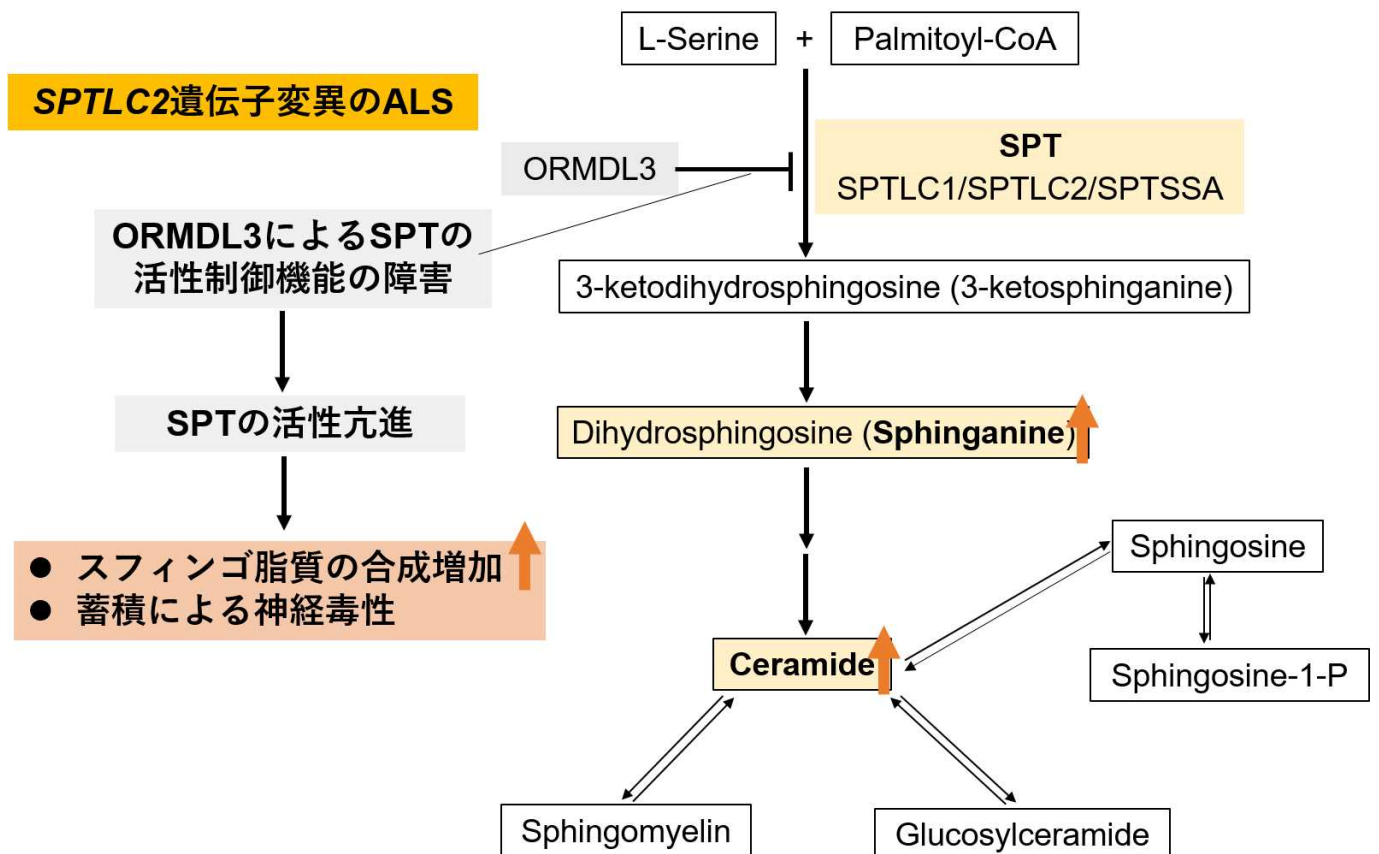 L-Serine + Palmitoyl-CoA
SPTLC2遺伝子変異のALS
SPT
SPTLC1/SPTLC2/SPTSSA
ORMDL3
ORMDL3によるSPTの
活性制御機能の障害
3-ketodihydrosphingosine (3-ketosphinganine)
SPTの活性亢進
Dihydrosphingosine (Sphinganine)
● スフィンゴ脂質の合成増加
● 蓄積による神経毒性
Sphingosine
Ceramide
Sphingosine-1-P
Sphingomyelin
Glucosylceramide